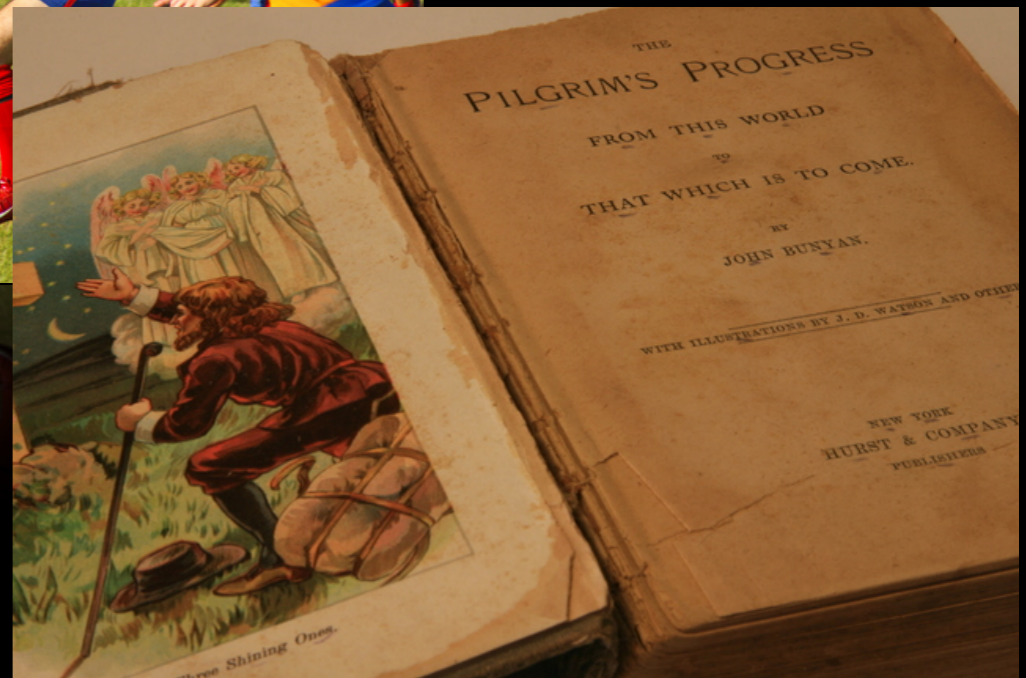 THE
PILGRIM'S PROGRESS
FROM THIS WORLD
TO
THAT WHICH IS TO COME.
BY
JOHN BUNYAN.
WITH ILLUSTRATIONS BY J. D. WATSON AND OTHER
NEW YORK
HURST & COMPANY
PUBLISHERS
Three Shining Ones.